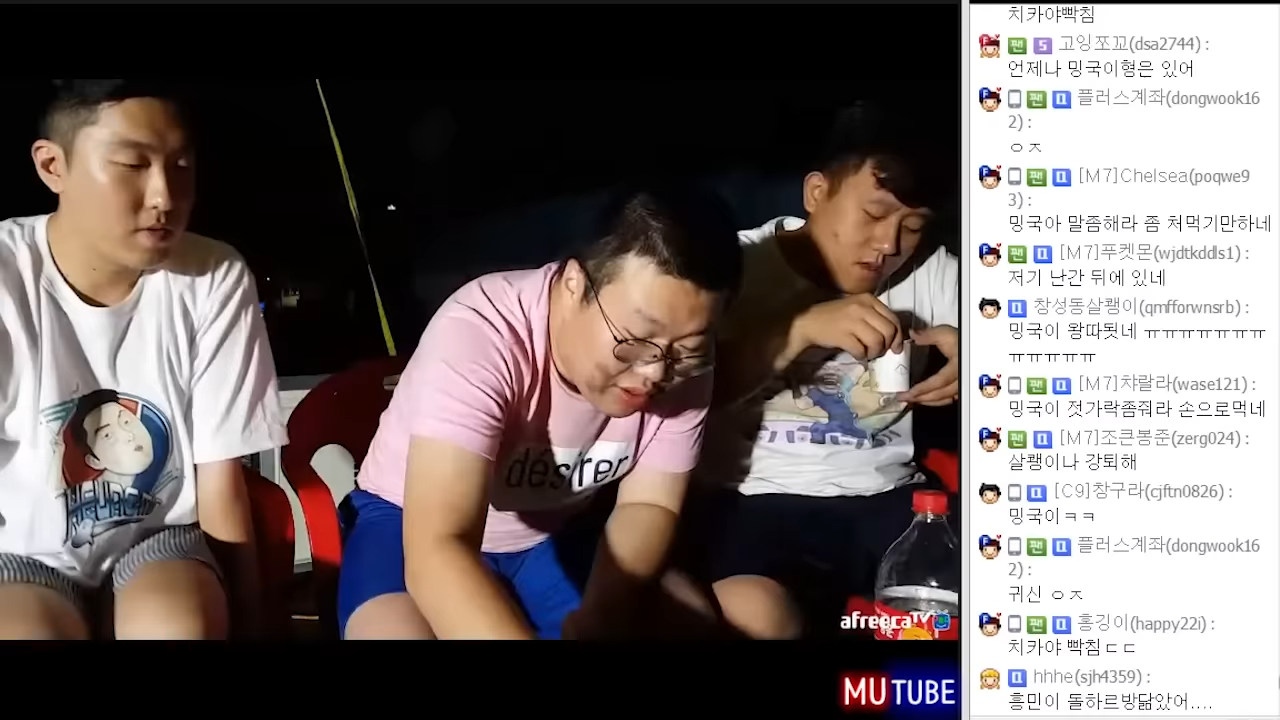 치카야빡침
고잉쪼꼬(dsa2744) :
언제나 밍국이형은 있어
플러스계좌(dongwook16
2) :
ㅇㅈ
[M7]Chelsea(poqwe9
3) :
밍국아 말좀해라 좀 쳐먹기만하네
[M7]푸켓몬(wjdtkddls1) :
저기 난간 뒤에 있네
창성동살쾡이(qmfforwnsrb) :
밍국이 왕따됫네 ㅠㅠㅠㅠㅠㅠㅠ
ㅠㅠㅠㅠㅠ
[M7]챠랄라(wase121) :
밍국이 젓가락좀줘라 손으로먹네
[M7]조큰봉준(zerg024) :
살쾡이나 강퇴해
[C9]창구라(cjftn0826) :
밍국이ㅋㅋ
플러스계좌(dongwook16
2) :
귀신 ㅇㅈ
홍깅이(happy22i) :
치카야 빡침ㄷㄷ
hhhe(sjh4359) :
흥민이 돌하르방닮았어....
désirer
afreecaTV
MUTUBE